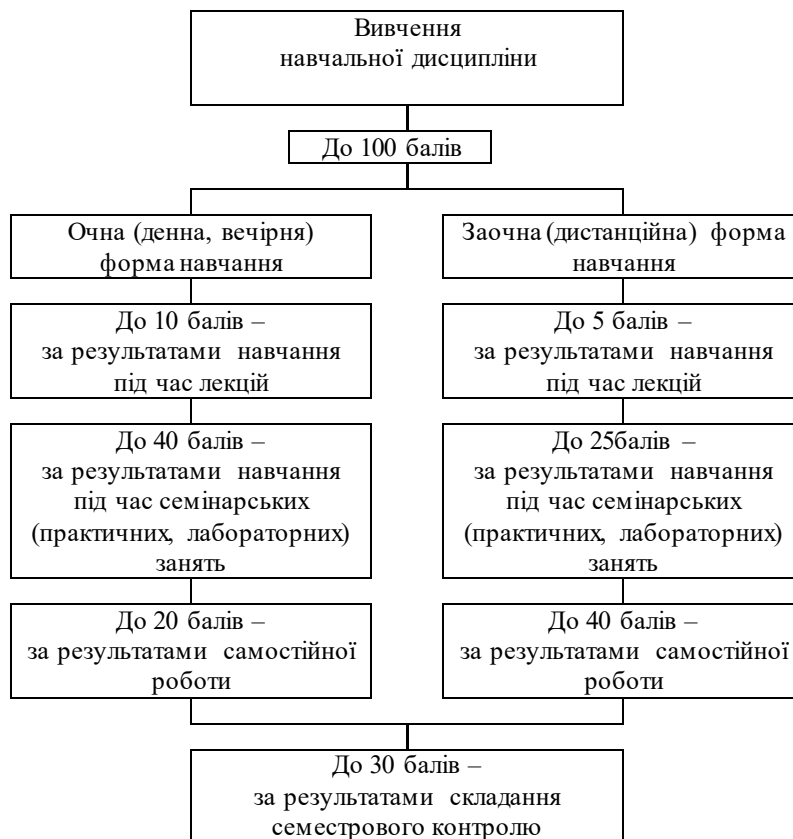 Вивчення
навчальної дисципліни
До 100 балів
Очна (денна, вечірня)
форма навчання
Заочна (дистанційна) форма
навчання
До 10 балів –
за результатами навчання
під час лекцій
До 5 балів –
за результатами навчання
під час лекцій
До 40 балів –
за результатами навчання
під час семінарських
(практичних, лабораторних)
занять
До 25балів –
за результатами навчання
під час семінарських
(практичних, лабораторних)
занять
До 20 балів –
за результатами самостійної
роботи
До 40 балів –
за результатами самостійної
роботи
До 30 балів –
за результатами складання
семестрового контролю